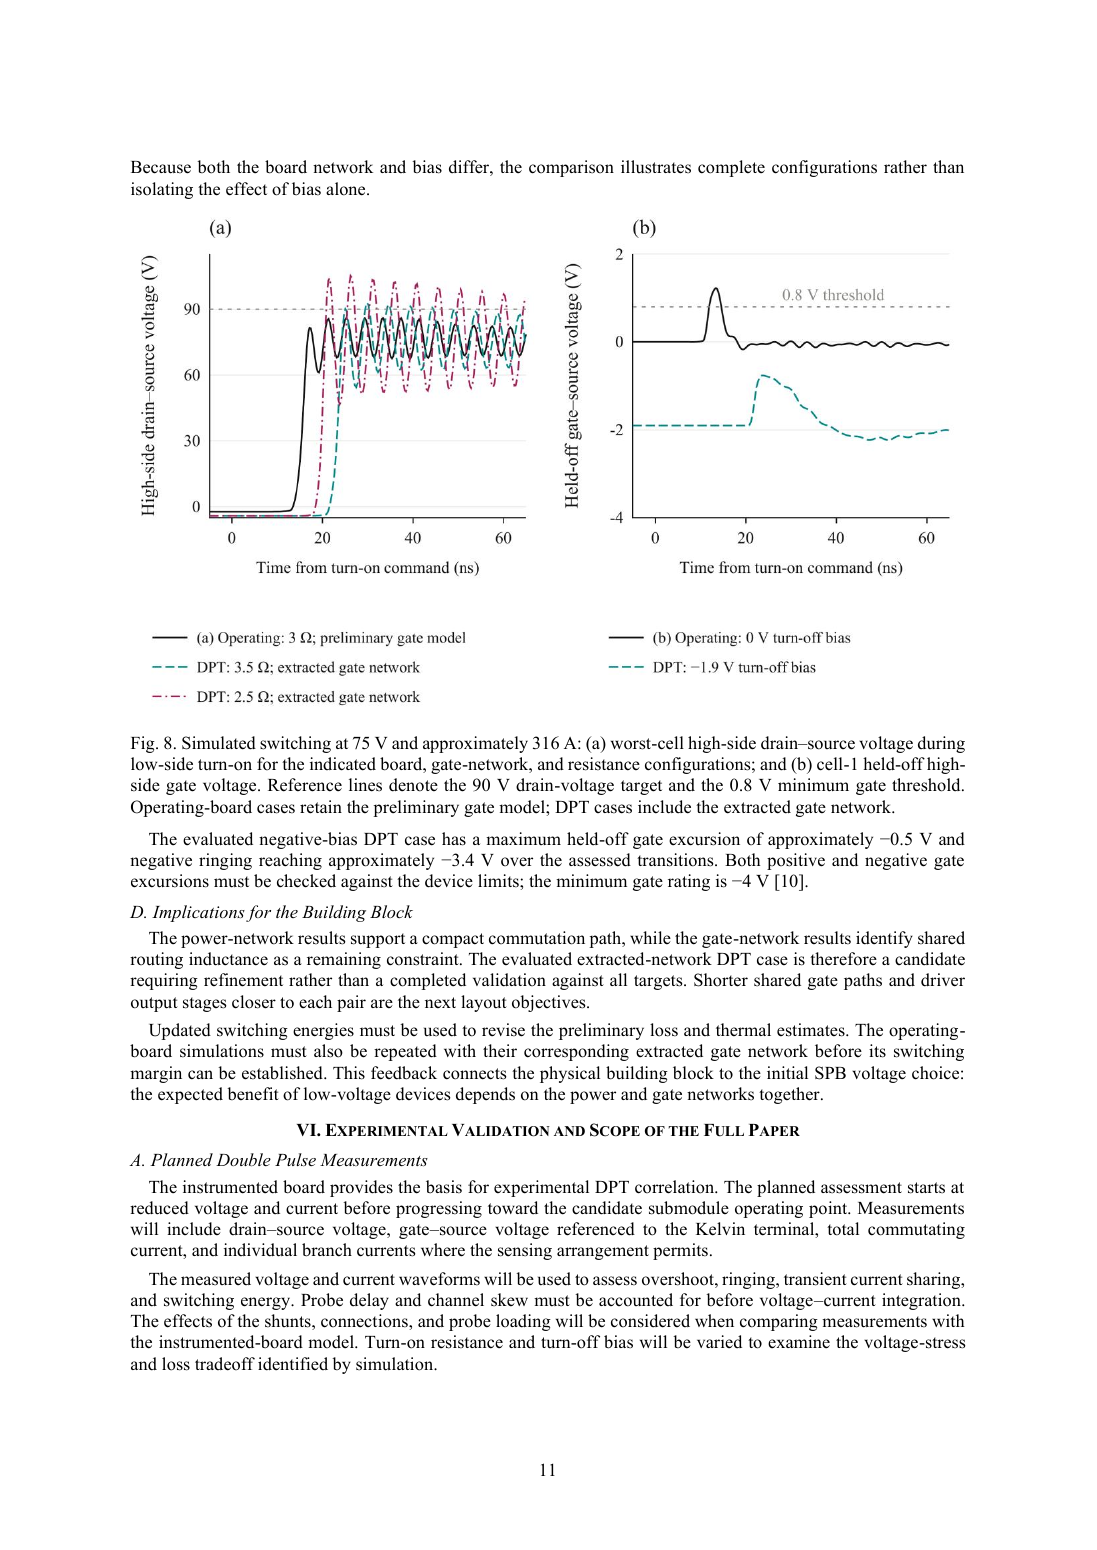 Because both the board network and bias differ, the comparison illustrates complete configurations rather than
isolating the effect of bias alone.
(a)
High-side drain–source voltage (V)
90
60
30
0
0 20 40 60
Time from turn-on command (ns)
(b)
Held-off gate–source voltage (V)
2
0.8 V threshold
0
-2
-4
0 20 40 60
Time from turn-on command (ns)
(a) Operating: 3 Ω; preliminary gate model
DPT: 3.5 Ω; extracted gate network
DPT: 2.5 Ω; extracted gate network
(b) Operating: 0 V turn-off bias
DPT: −1.9 V turn-off bias
Fig. 8. Simulated switching at 75 V and approximately 316 A: (a) worst-cell high-side drain–source voltage during
low-side turn-on for the indicated board, gate-network, and resistance configurations; and (b) cell-1 held-off high-
side gate voltage. Reference lines denote the 90 V drain-voltage target and the 0.8 V minimum gate threshold.
Operating-board cases retain the preliminary gate model; DPT cases include the extracted gate network.
The evaluated negative-bias DPT case has a maximum held-off gate excursion of approximately −0.5 V and
negative ringing reaching approximately −3.4 V over the assessed transitions. Both positive and negative gate
excursions must be checked against the device limits; the minimum gate rating is −4 V [10].
D. Implications for the Building Block
The power-network results support a compact commutation path, while the gate-network results identify shared
routing inductance as a remaining constraint. The evaluated extracted-network DPT case is therefore a candidate
requiring refinement rather than a completed validation against all targets. Shorter shared gate paths and driver
output stages closer to each pair are the next layout objectives.
Updated switching energies must be used to revise the preliminary loss and thermal estimates. The operating-
board simulations must also be repeated with their corresponding extracted gate network before its switching
margin can be established. This feedback connects the physical building block to the initial SPB voltage choice:
the expected benefit of low-voltage devices depends on the power and gate networks together.
VI. EXPERIMENTAL VALIDATION AND SCOPE OF THE FULL PAPER
A. Planned Double Pulse Measurements
The instrumented board provides the basis for experimental DPT correlation. The planned assessment starts at
reduced voltage and current before progressing toward the candidate submodule operating point. Measurements
will include drain–source voltage, gate–source voltage referenced to the Kelvin terminal, total commutating
current, and individual branch currents where the sensing arrangement permits.
The measured voltage and current waveforms will be used to assess overshoot, ringing, transient current sharing,
and switching energy. Probe delay and channel skew must be accounted for before voltage–current integration.
The effects of the shunts, connections, and probe loading will be considered when comparing measurements with
the instrumented-board model. Turn-on resistance and turn-off bias will be varied to examine the voltage-stress
and loss tradeoff identified by simulation.
11